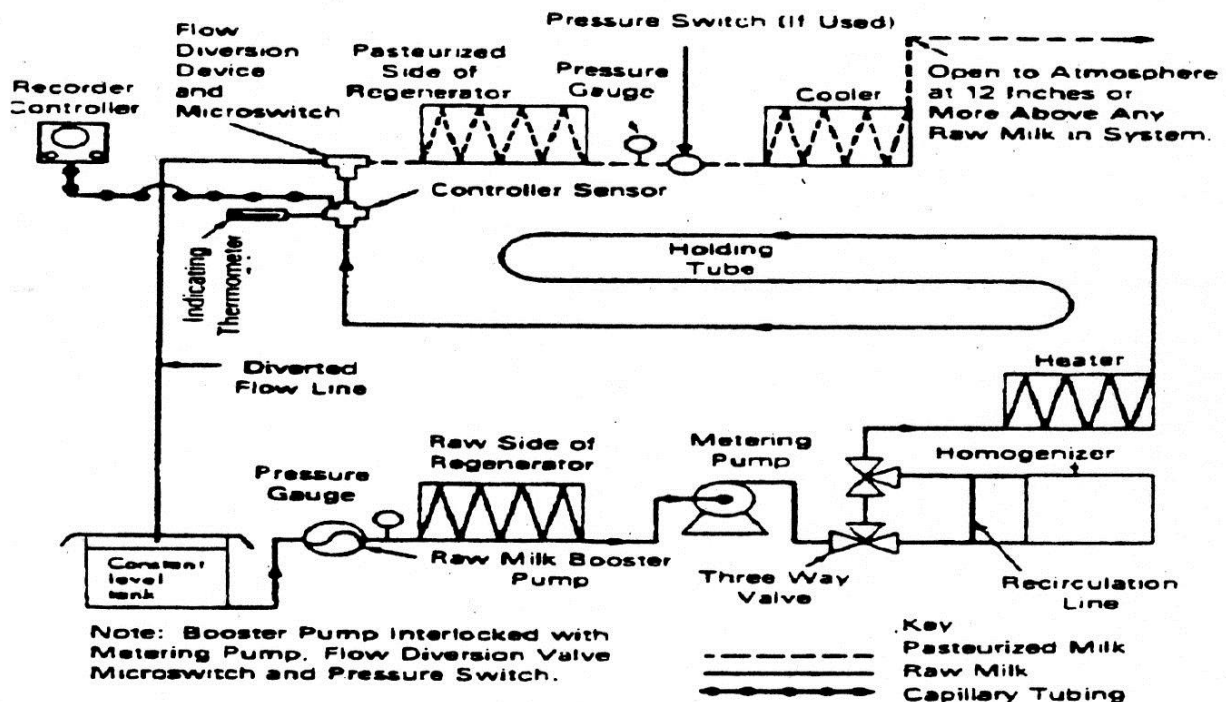 Pressure Switch (If Used)
Flow
Diversion
Device
and
Microswitch
Pasteurized
Side of
Regenerator
Pressure
Gauge
Cooler
Open to Atmosphere
at 12 Inches or
More Above Any
Raw Milk in System.
Recorder
Controller
Controller Sensor
Indicating
Thermometer
Holding
Tube
Diverted
Flow Line
Heater
Raw Side of
Regenerator
Metering
Pump
Homogenizer
Pressure
Gauge
Constant
level
tank
Raw Milk Booster
Pump
Three Way
Valve
Recirculation
Line
Note: Booster Pump Interlocked with
Metering Pump, Flow Diversion Valve
Microswitch and Pressure Switch.
Key
Pasteurized Milk
Raw Milk
Capillary Tubing